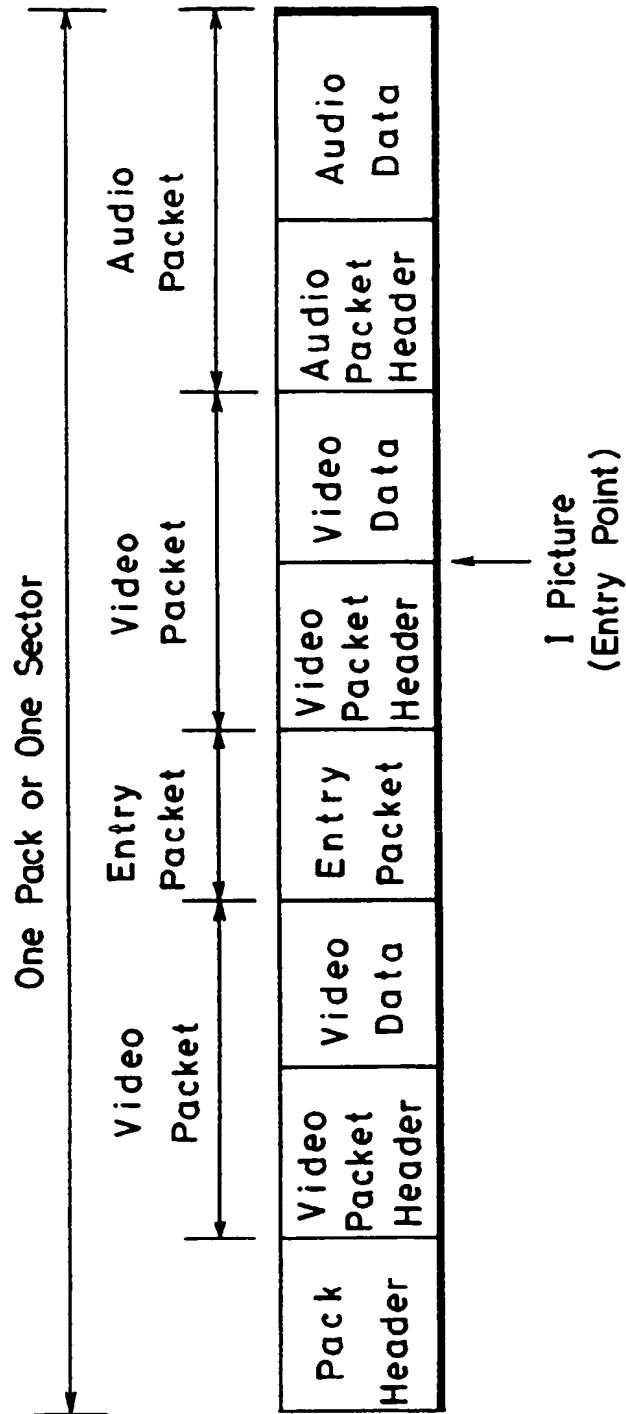 One Pack or One Sector
Video
Packet
Entry
Packet
Video
Packet
Audio
Packet
Pack
Header
Video
Packet
Header
Video
Data
Entry
Packet
Video
Packet
Header
Video
Data
Audio
Packet
Header
Audio
Data
I Picture
(Entry Point)